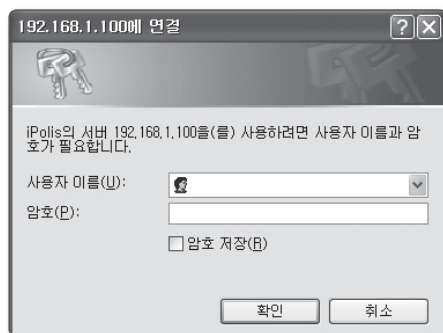 192.168.1.100에 연결
iPolis의 서버 192.168.1.100을(를) 사용하려면 사용자 이름과 암
호가 필요합니다.
사용자 이름(U):
암호(P):
암호 저장(R)
확인 취소